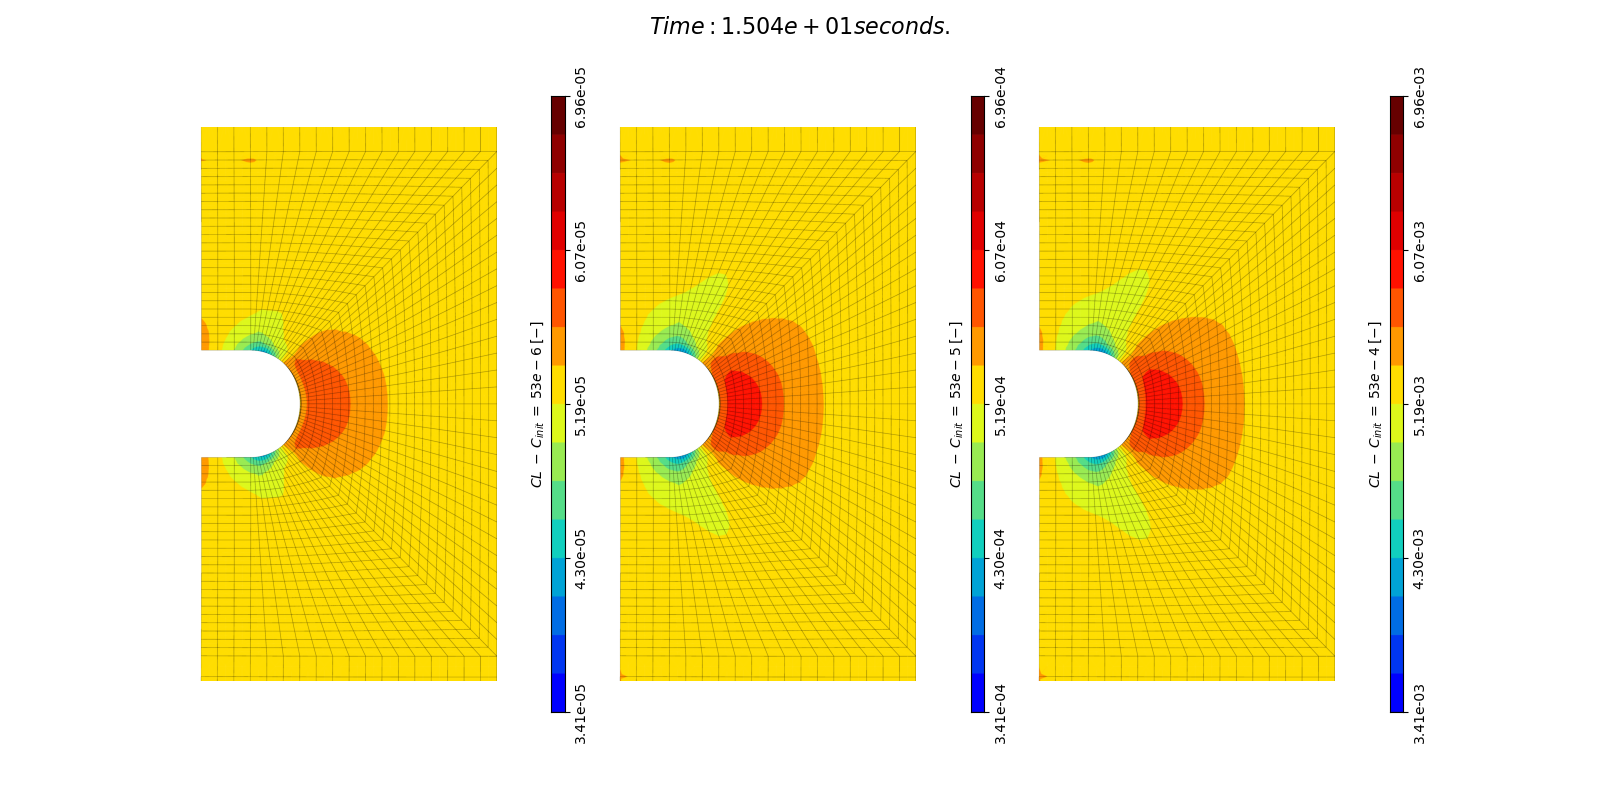 Time : 1.504e + 01seconds.
6.96e-05
6.07e-05
5.19e-05
4.30e-05
3.41e-05
CL − C_init = 53e − 6 [−]
6.96e-04
6.07e-04
5.19e-04
4.30e-04
3.41e-04
CL − C_init = 53e − 5 [−]
6.96e-03
6.07e-03
5.19e-03
4.30e-03
3.41e-03
CL − C_init = 53e − 4 [−]